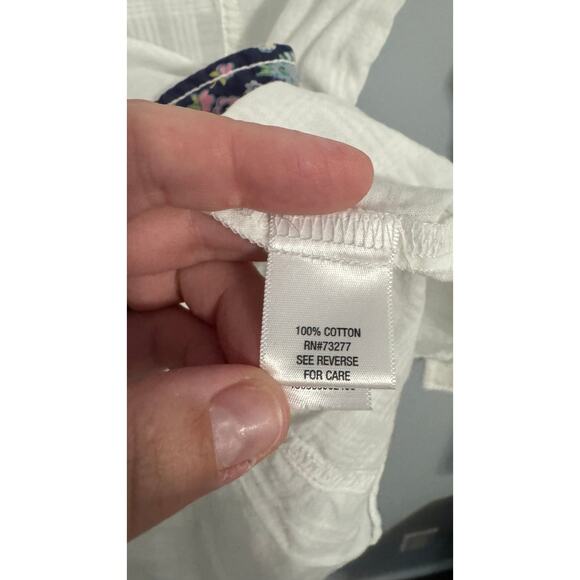 100% COTTON
RN#73277
SEE REVERSE
FOR CARE